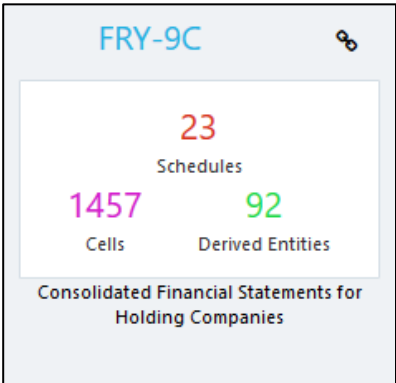 FRY-9C
23
Schedules
1457 92
Cells Derived Entities
Consolidated Financial Statements for
Holding Companies